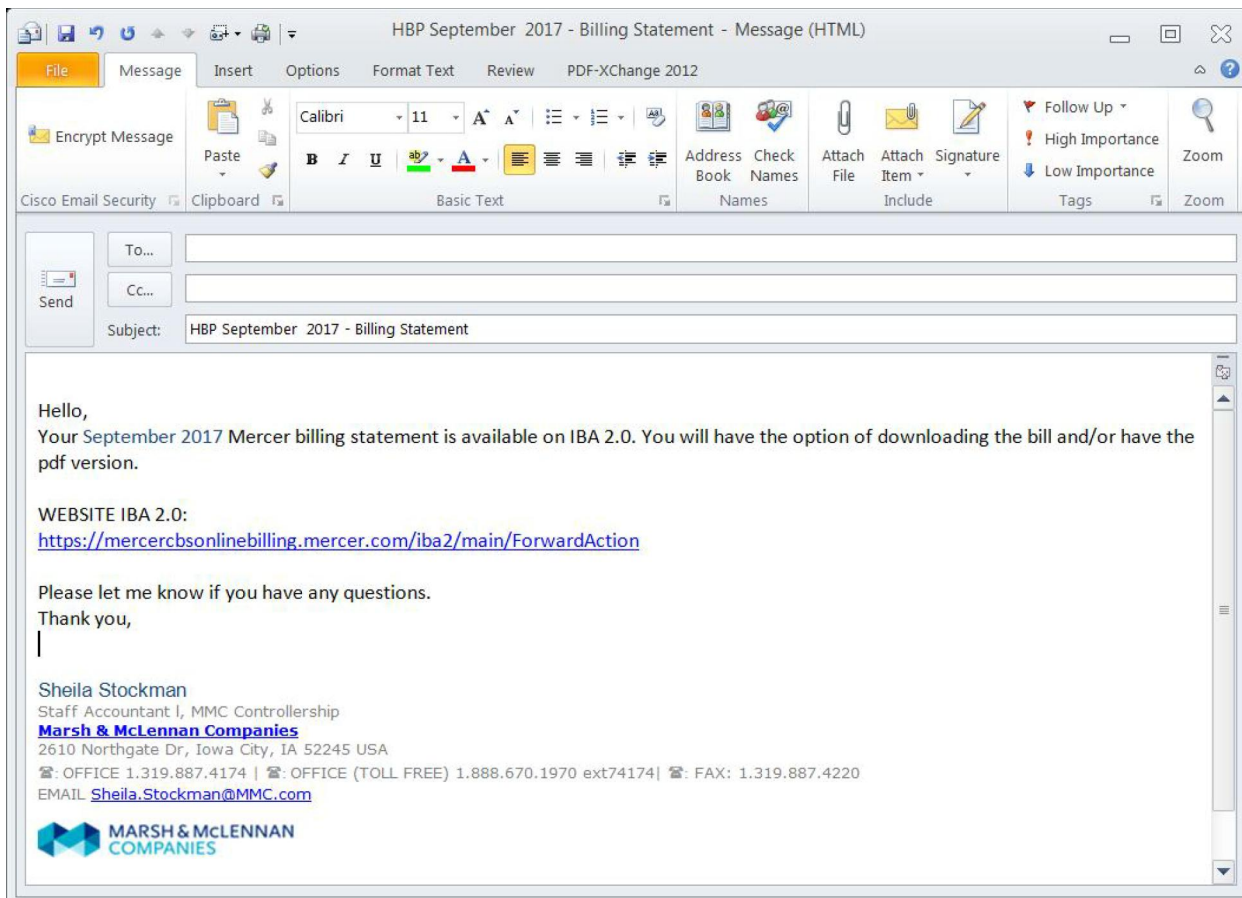 HBP September  2017 - Billing Statement - Message (HTML)
File Message Insert Options Format Text Review PDF-XChange 2012
Encrypt Message
Paste
Calibri 11
B I U
Address Book
Check Names
Attach File
Attach Item
Signature
Follow Up
High Importance
Low Importance
Zoom
Cisco Email Security Clipboard Basic Text Names Include Tags Zoom
Send
To...
Cc...
Subject: HBP September  2017 - Billing Statement
Hello,
Your September 2017 Mercer billing statement is available on IBA 2.0. You will have the option of downloading the bill and/or have the
pdf version.
WEBSITE IBA 2.0:
https://mercercbsonlinebilling.mercer.com/iba2/main/ForwardAction
Please let me know if you have any questions.
Thank you,
Sheila Stockman
Staff Accountant l, MMC Controllership
Marsh & McLennan Companies
2610 Northgate Dr, Iowa City, IA 52245 USA
☎: OFFICE 1.319.887.4174 | ☎: OFFICE (TOLL FREE) 1.888.670.1970 ext74174| ☎: FAX: 1.319.887.4220
EMAIL Sheila.Stockman@MMC.com
MARSH & McLENNAN
COMPANIES